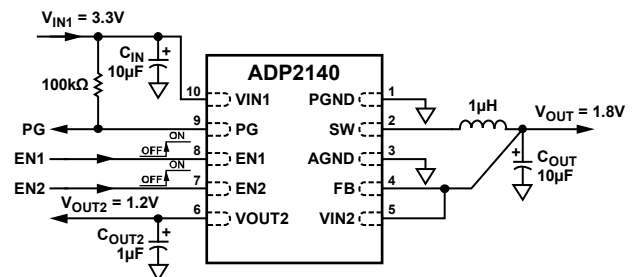 V_IN1 = 3.3V
C_IN
10µF
+
100kΩ
ADP2140
10
VIN1
PG
9
PG
EN1
OFF
ON
8
EN1
EN2
OFF
ON
7
EN2
V_OUT2 = 1.2V
6
VOUT2
C_OUT2
1µF
+
PGND
1
SW
2
1µH
V_OUT = 1.8V
AGND
3
+
C_OUT
10µF
FB
4
VIN2
5